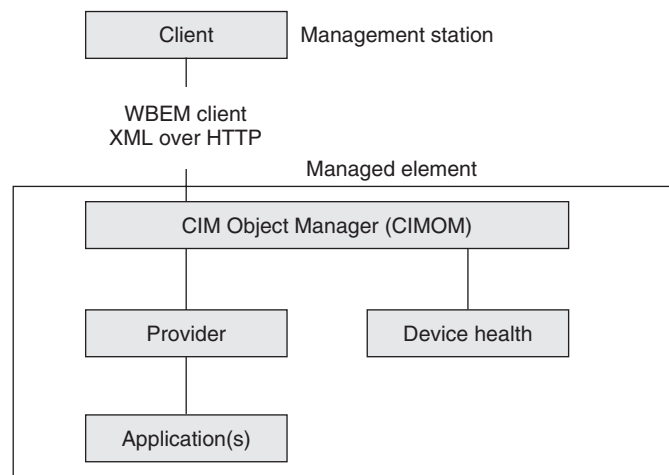 Client
Management station
WBEM client
XML over HTTP
Managed element
CIM Object Manager (CIMOM)
Provider
Device health
Application(s)